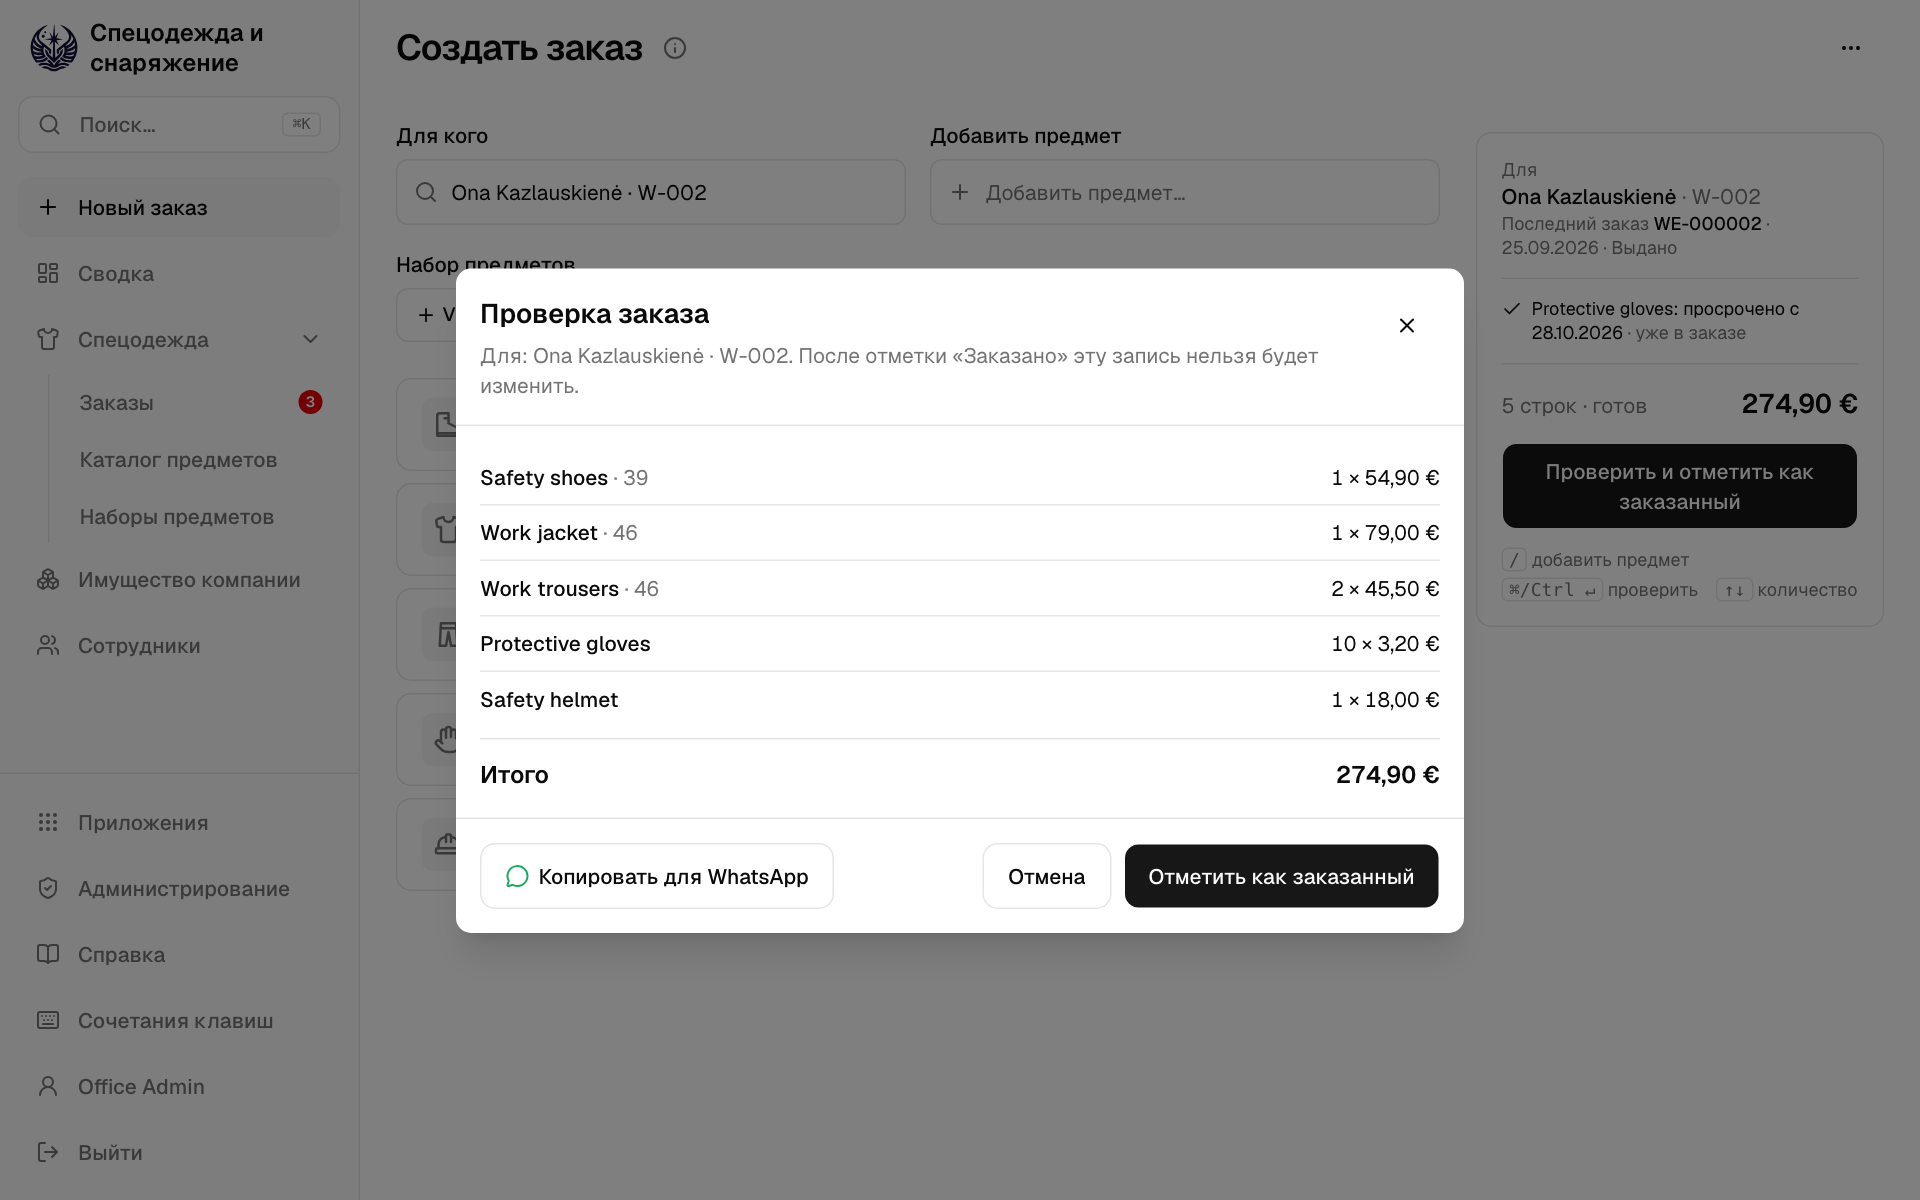 Спецодежда и
снаряжение
Поиск...
⌘K
Новый заказ
Сводка
Спецодежда
Заказы
3
Каталог предметов
Наборы предметов
Имущество компании
Сотрудники
Приложения
Администрирование
Справка
Сочетания клавиш
Office Admin
Выйти
Создать заказ
Для кого
Ona Kazlauskienė · W-002
Добавить предмет
Добавить предмет...
Набор предметов
Проверка заказа
Для: Ona Kazlauskienė · W-002. После отметки «Заказано» эту запись нельзя будет
изменить.
Safety shoes · 39 1 × 54,90 €
Work jacket · 46 1 × 79,00 €
Work trousers · 46 2 × 45,50 €
Protective gloves 10 × 3,20 €
Safety helmet 1 × 18,00 €
Итого 274,90 €
Копировать для WhatsApp
Отмена
Отметить как заказанный
Для
Ona Kazlauskienė · W-002
Последний заказ WE-000002 ·
25.09.2026 · Выдано
Protective gloves: просрочено с
28.10.2026 · уже в заказе
5 строк · готов 274,90 €
Проверить и отметить как
заказанный
/ добавить предмет
⌘/Ctrl ↵ проверить ↑↓ количество